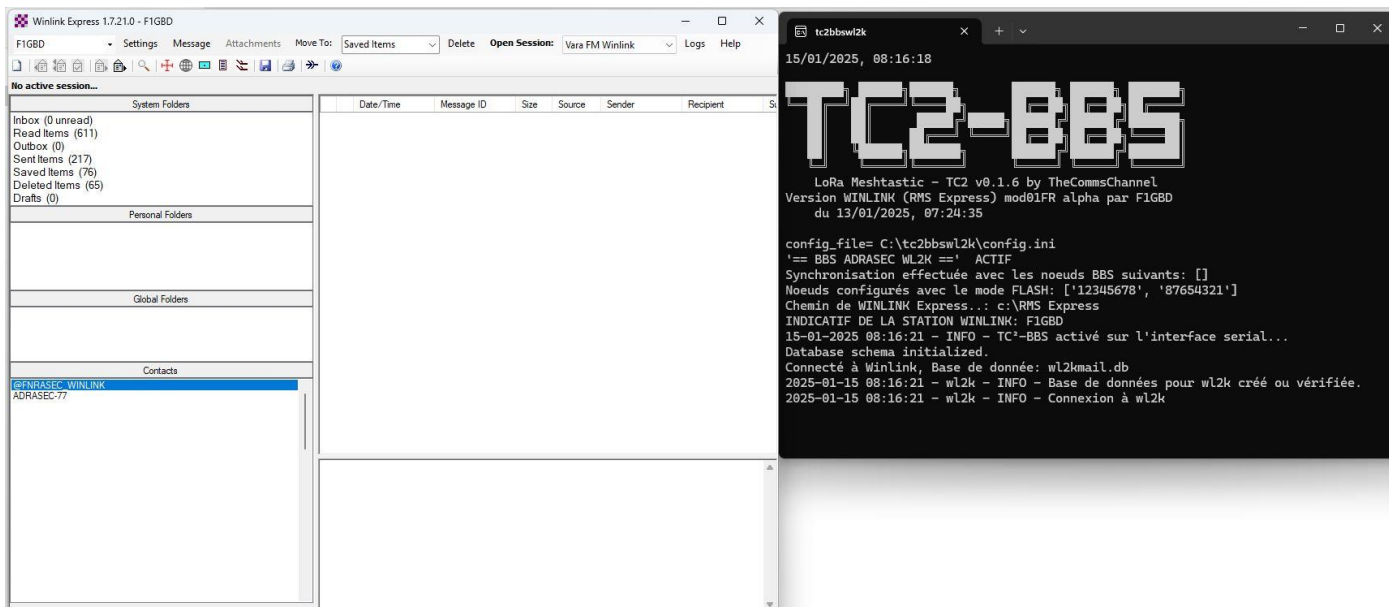 Winlink Express 1.7.21.0 - F1GBD
F1GBD Settings Message Attachments Move To: Saved Items Delete Open Session: Vara FM Winlink Logs Help
No active session...
System Folders
Inbox (0 unread)
Read Items (611)
Outbox (0)
Sent Items (217)
Saved Items (76)
Deleted Items (65)
Drafts (0)
Personal Folders
Global Folders
Contacts
@FNRASEC_WINLINK
ADRASEC-77
Date/Time Message ID Size Source Sender Recipient Su
tc2bbswl2k
15/01/2025, 08:16:18
TC2-BBS
LoRa Meshtastic - TC2 v0.1.6 by TheCommsChannel
Version WINLINK (RMS Express) mod01FR alpha par F1GBD
du 13/01/2025, 07:24:35
config_file= C:\tc2bbswl2k\config.ini
'== BBS ADRASEC WL2K ==' ACTIF
Synchronisation effectuée avec les noeuds BBS suivants: []
Noeuds configurés avec le mode FLASH: ['12345678', '87654321']
Chemin de WINLINK Express..: c:\RMS Express
INDICATIF DE LA STATION WINLINK: F1GBD
15-01-2025 08:16:21 - INFO - TC²-BBS activé sur l'interface serial...
Database schema initialized.
Connecté à Winlink, Base de donnée: wl2kmail.db
2025-01-15 08:16:21 - wl2k - INFO - Base de données pour wl2k créé ou vérifiée.
2025-01-15 08:16:21 - wl2k - INFO - Connexion à wl2k